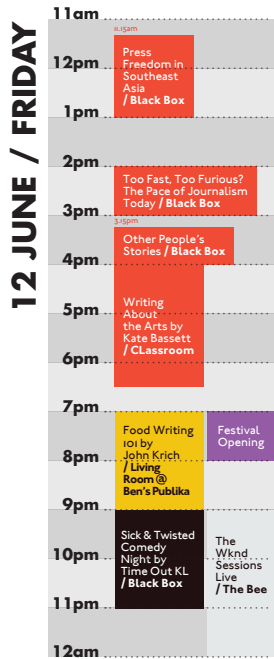 12 JUNE / FRIDAY
11am
11.15am
Press
Freedom in
Southeast
Asia
/ Black Box
12pm
1pm
2pm
Too Fast, Too Furious?
The Pace of Journalism
Today / Black Box
3pm
3.15pm
Other People's
Stories / Black Box
4pm
Writing
About
the Arts by
Kate Bassett
/ CLassroom
5pm
6pm
7pm
Food Writing
101 by
John Krich
/ Living
Room @
Ben's Publika
Festival
Opening
8pm
9pm
Sick & Twisted
Comedy
Night by
Time Out KL
/ Black Box
The
Wknd
Sessions
Live
/ The Bee
10pm
11pm
12am